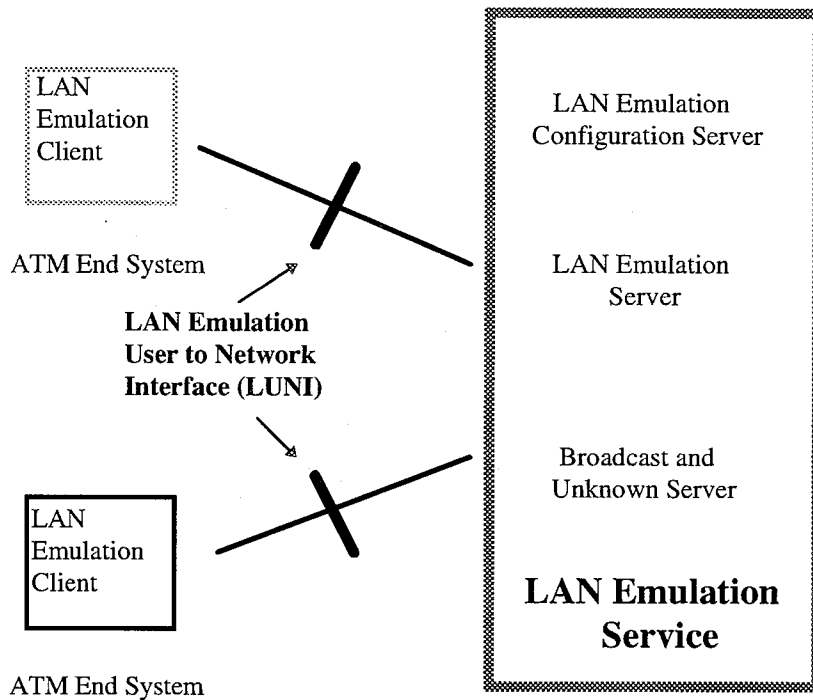 LAN
Emulation
Client
ATM End System
LAN Emulation
User to Network
Interface (LUNI)
LAN
Emulation
Client
ATM End System
LAN Emulation
Configuration Server
LAN Emulation
Server
Broadcast and
Unknown Server
LAN Emulation
Service